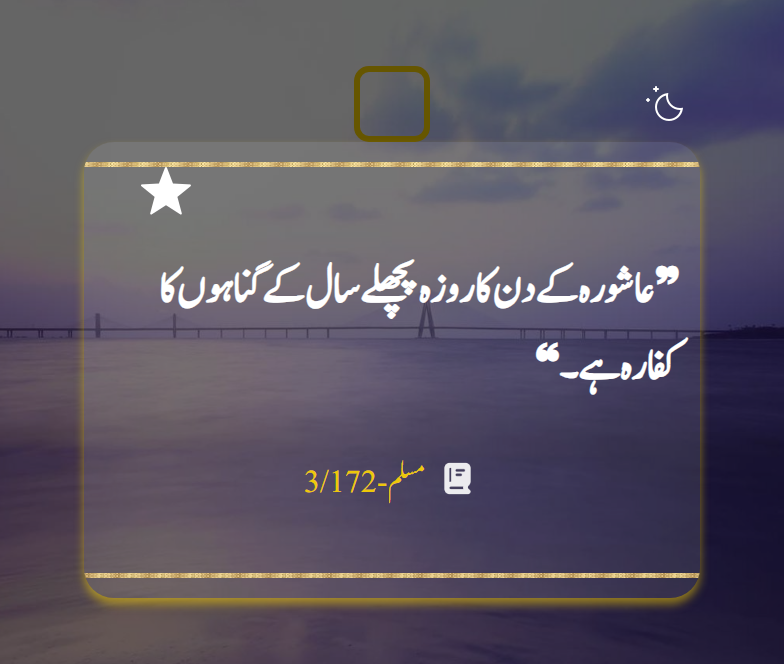 ”عاشورہ کے دن کا روزہ پچھلے سال کے گناہوں کا
کفارہ ہے۔“
مسلم-3/172